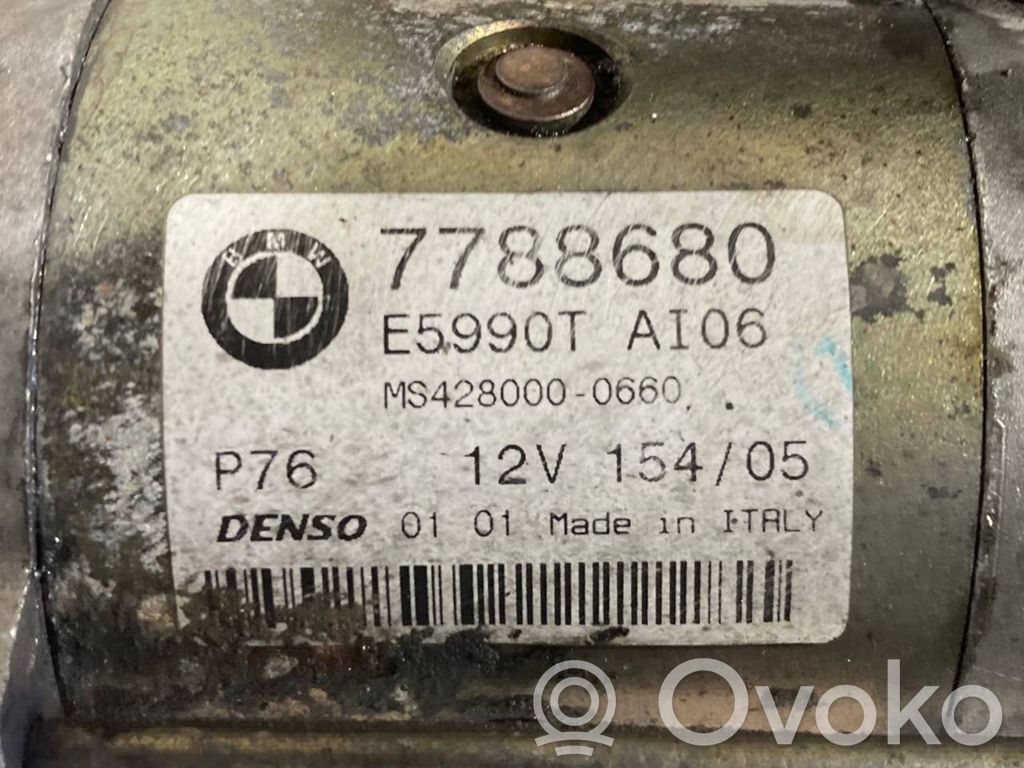 BMW
7788680
E5990T AI06
MS428000-0660
P76 12V 154/05
DENSO 01 01 Made in ITALY
Ovoko